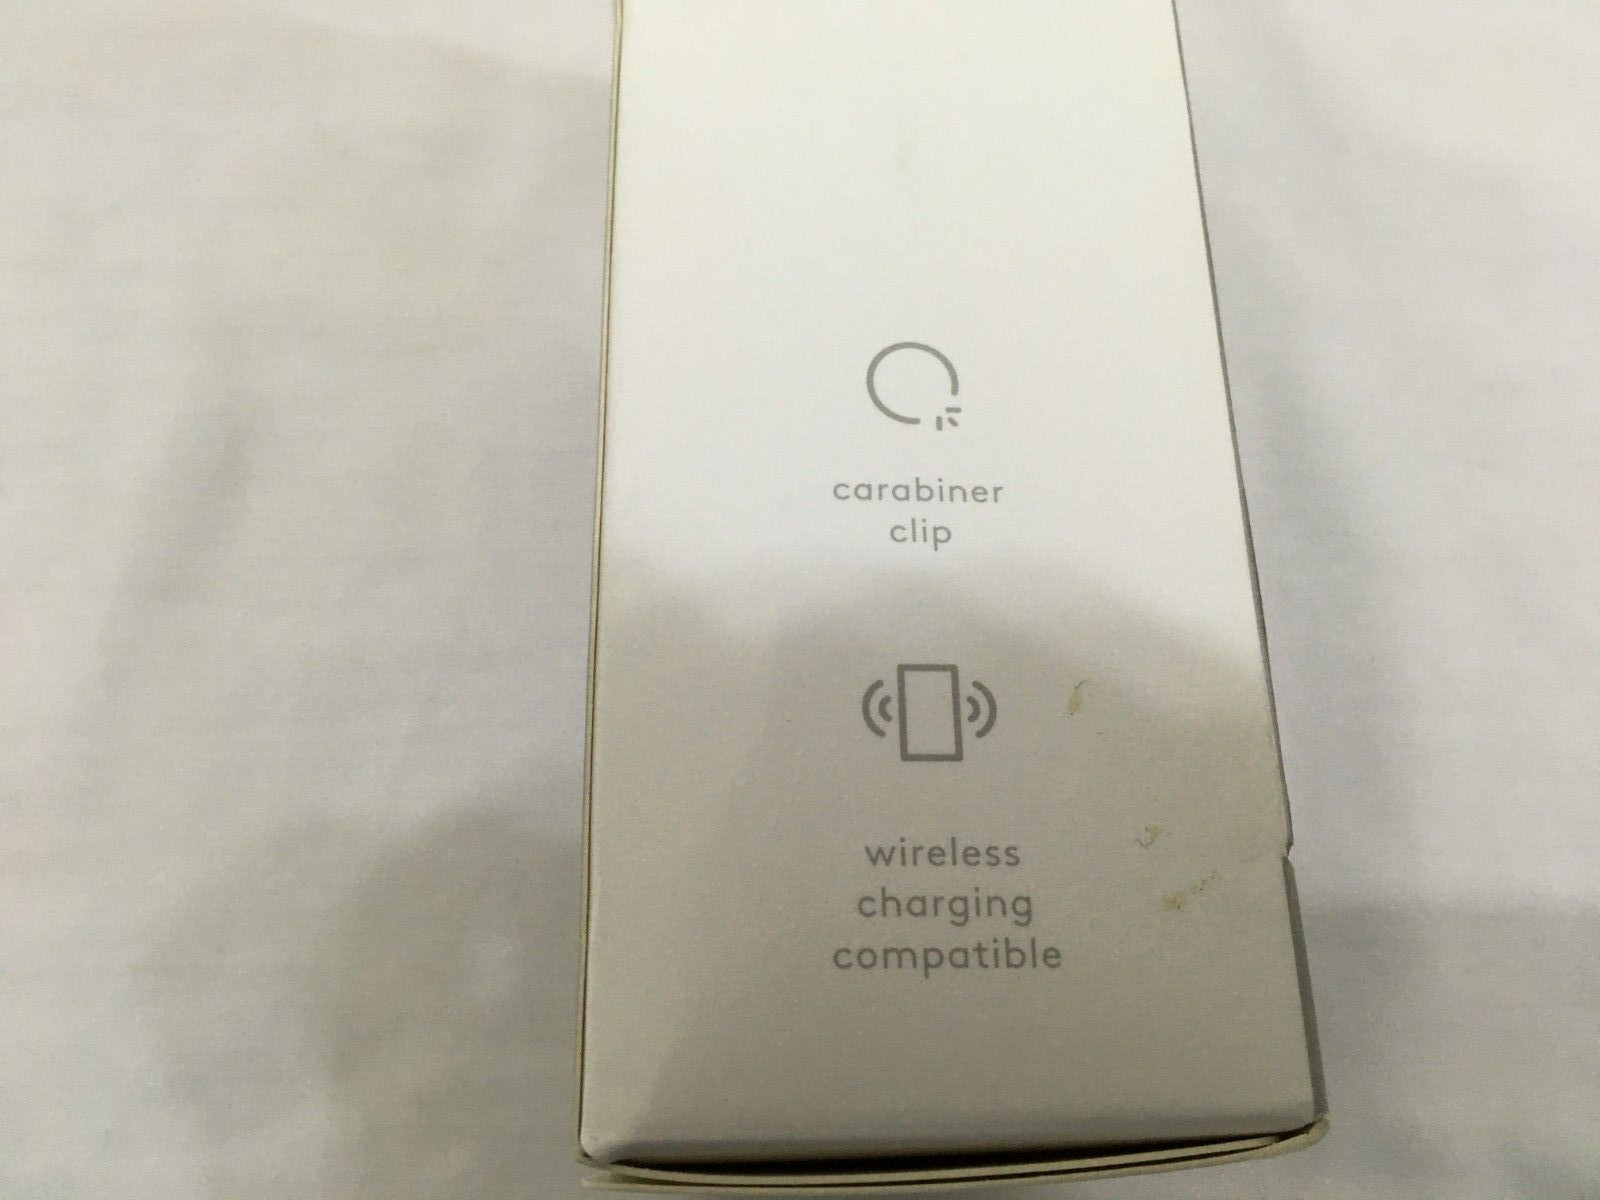 carabiner
clip
wireless
charging
compatible